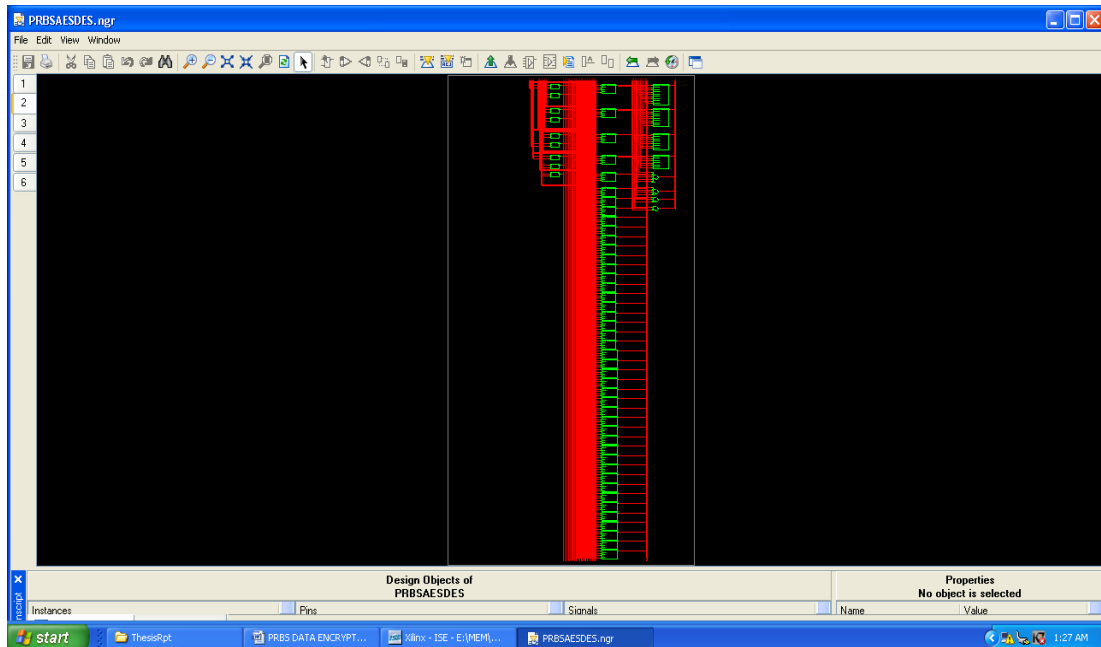 PRBSAESDES.ngr
File Edit View Window
1
2
3
4
5
6
Design Objects of
PRBSAESDES
Properties
No object is selected
Instances
Pins
Signals
Name
Value
nscript
start
ThesisRpt
PRBS DATA ENCRYPT...
Xilinx - ISE - E:\MEM\...
PRBSAESDES.ngr
1:27 AM